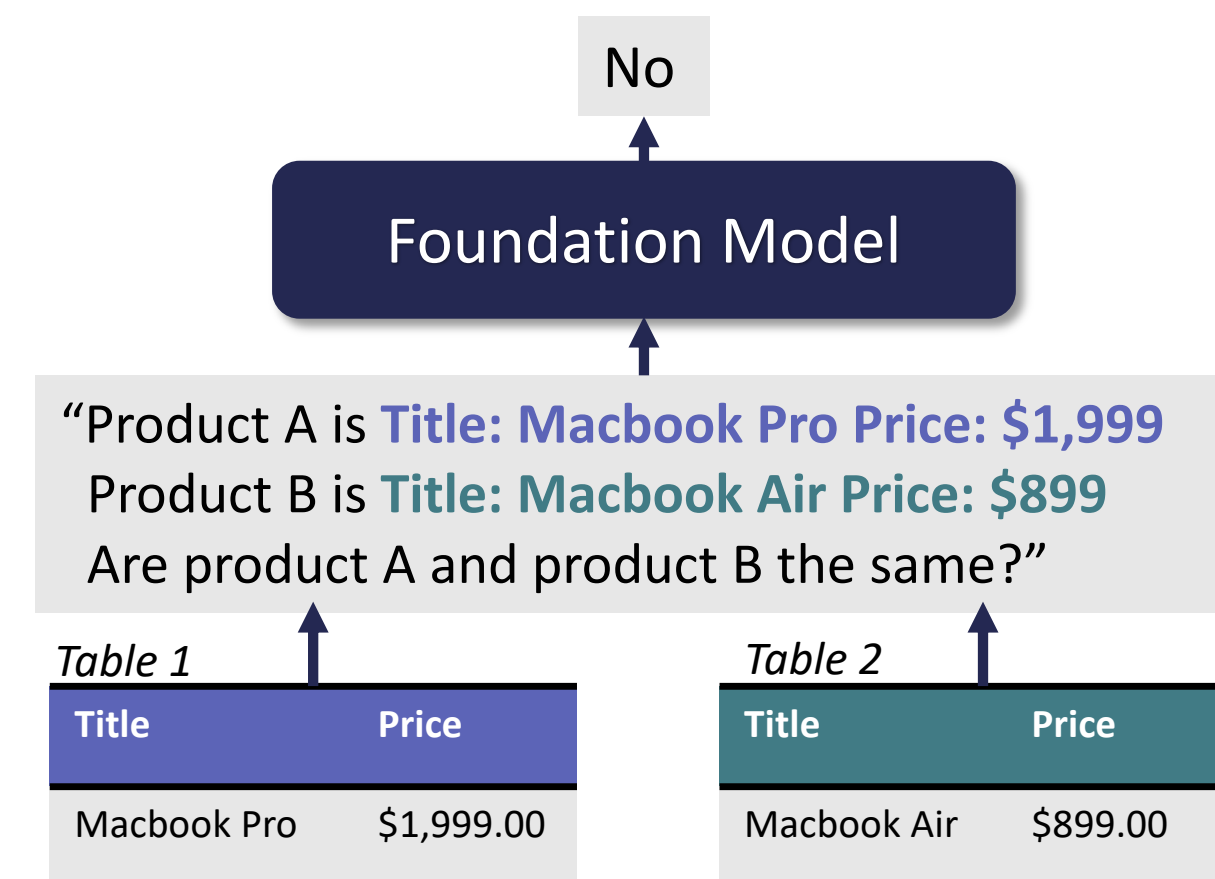 No
Foundation Model
“Product A is Title: Macbook Pro Price: $1,999
Product B is Title: Macbook Air Price: $899
Are product A and product B the same?”
Table 1
Title Price
Macbook Pro $1,999.00
Table 2
Title Price
Macbook Air $899.00